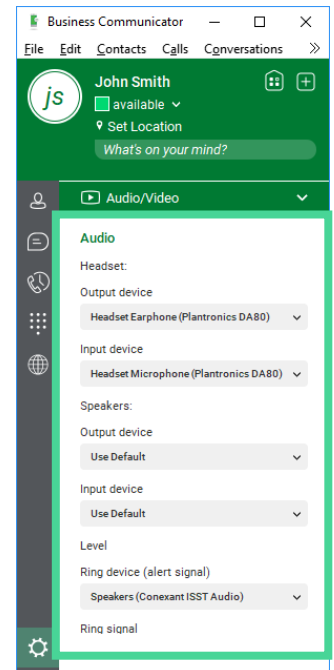 Business Communicator
File Edit Contacts Calls Conversations »
John Smith
js
available
Set Location
What's on your mind?
Audio/Video
Audio
Headset:
Output device
Headset Earphone (Plantronics DA80)
Input device
Headset Microphone (Plantronics DA80)
Speakers:
Output device
Use Default
Input device
Use Default
Level
Ring device (alert signal)
Speakers (Conexant ISST Audio)
Ring signal